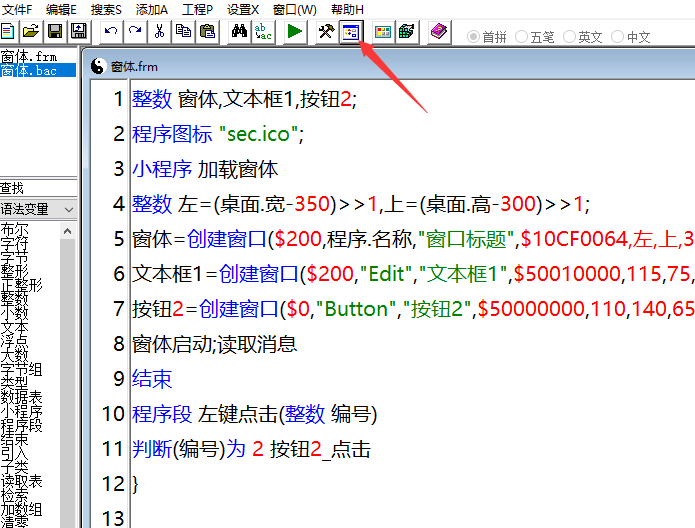 文件F 编辑E 搜索S 添加A 工程P 设置X 窗口(W) 帮助H
首拼 五笔 英文 中文
窗体.frm
窗体.bac
查找
语法变量
布尔
字符
字节
整形
正整形
整数
小数
文本
浮点
大数
字节组
类型
数据表
小程序
程序段
结束
引入
子类
读取表
检索
加数组
清零
窗体.frm
1 整数 窗体,文本框1,按钮2;
2 程序图标 "sec.ico";
3 小程序 加载窗体
4 整数 左=(桌面.宽-350)>>1,上=(桌面.高-300)>>1;
5 窗体=创建窗口($200,程序.名称,"窗口标题",$10CF0064,左,上,3
6 文本框1=创建窗口($200,"Edit","文本框1",$50010000,115,75,
7 按钮2=创建窗口($0,"Button","按钮2",$50000000,110,140,65
8 窗体启动;读取消息
9 结束
10 程序段 左键点击(整数 编号)
11 判断(编号)为 2 按钮2_点击
12 }
13